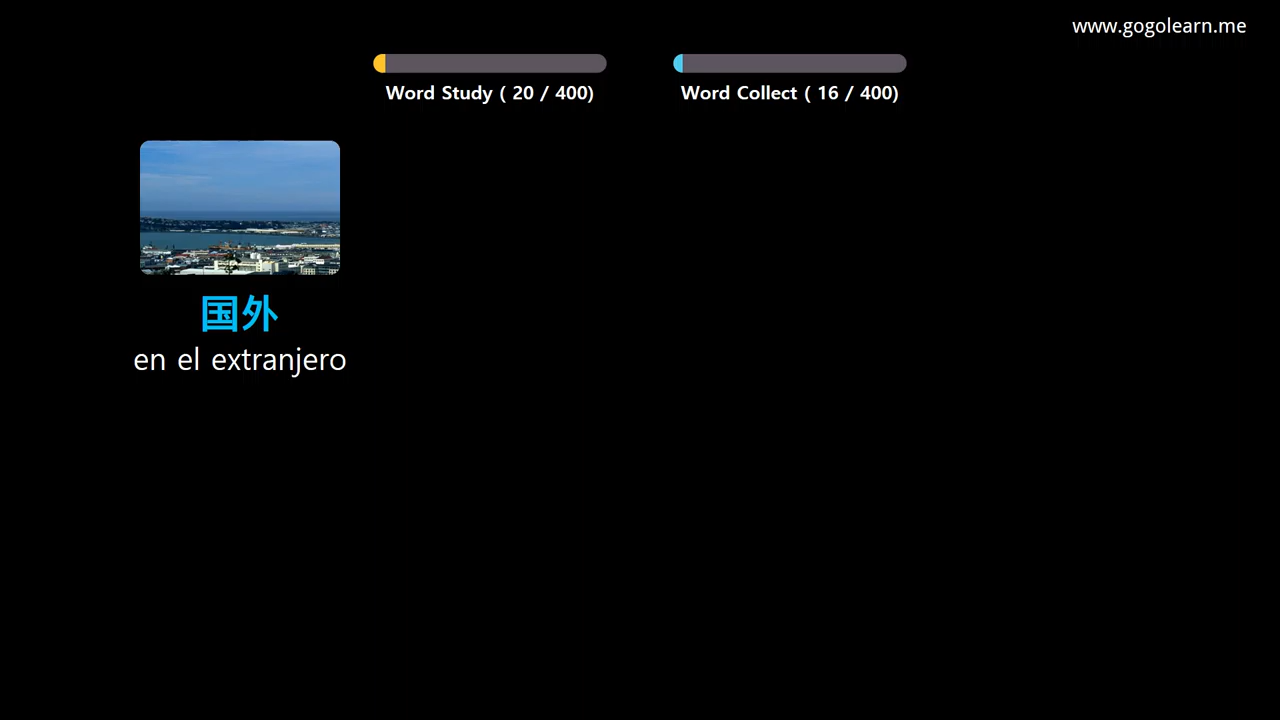 www.gogolearn.me
Word Study ( 20 / 400)
Word Collect ( 16 / 400)
国外
en el extranjero